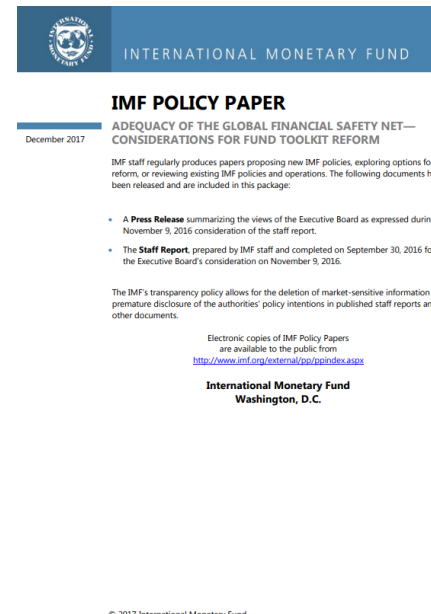 INTERNATIONAL MONETARY FUND
IMF POLICY PAPER
December 2017
ADEQUACY OF THE GLOBAL FINANCIAL SAFETY NET—
CONSIDERATIONS FOR FUND TOOLKIT REFORM
IMF staff regularly produces papers proposing new IMF policies, exploring options fo
reform, or reviewing existing IMF policies and operations. The following documents h
been released and are included in this package:
• A Press Release summarizing the views of the Executive Board as expressed durin
November 9, 2016 consideration of the staff report.
• The Staff Report, prepared by IMF staff and completed on September 30, 2016 fo
the Executive Board's consideration on November 9, 2016.
The IMF's transparency policy allows for the deletion of market-sensitive information
premature disclosure of the authorities' policy intentions in published staff reports an
other documents.
Electronic copies of IMF Policy Papers
are available to the public from
http://www.imf.org/external/pp/ppindex.aspx
International Monetary Fund
Washington, D.C.
© 2017 International Monetary Fund